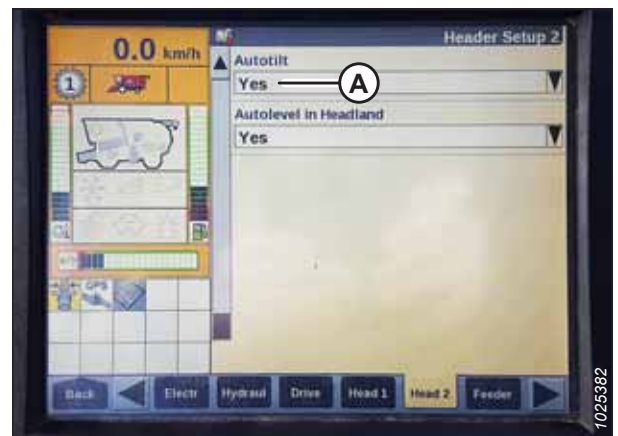 Header Setup 2
0.0 km/h
1
Autotilt
Yes
A
Autolevel in Headland
Yes
Back
Electr
Hydraul
Drive
Head 1
Head 2
Feeder
1025382